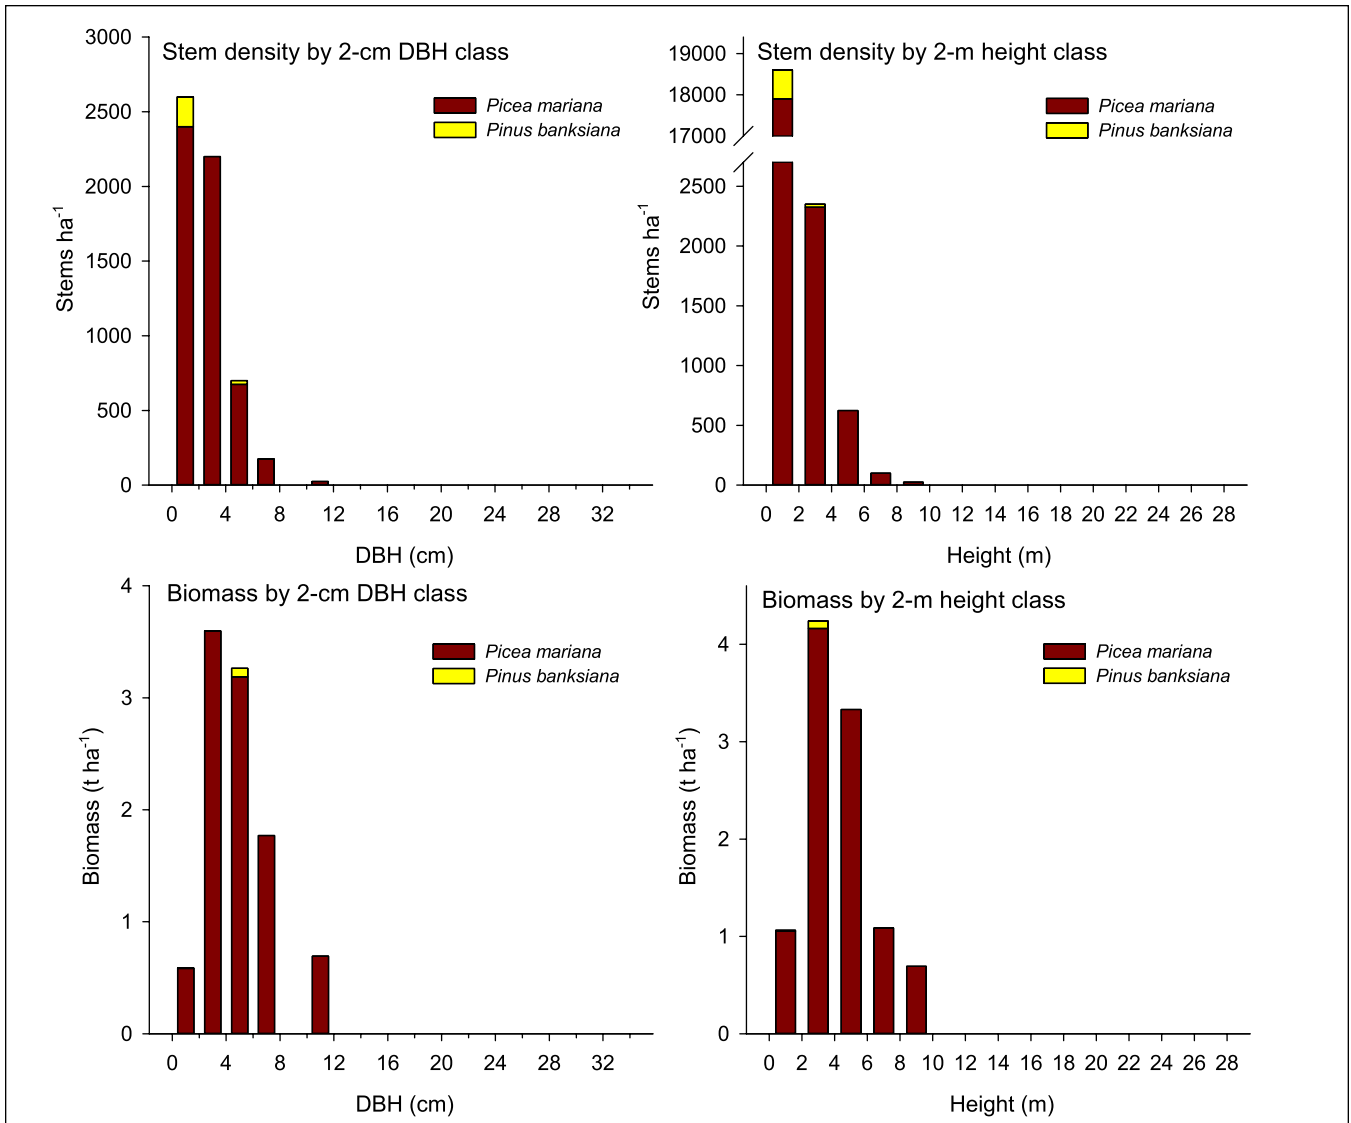 Stem density by 2-cm DBH class
Picea mariana
Pinus banksiana
3000
2500
2000
1500
1000
500
0
Stems ha-1
0 4 8 12 16 20 24 28 32
DBH (cm)
Stem density by 2-m height class
Picea mariana
Pinus banksiana
19000
18000
17000
2500
2000
1500
1000
500
0
Stems ha-1
0 2 4 6 8 10 12 14 16 18 20 22 24 26 28
Height (m)
Biomass by 2-cm DBH class
Picea mariana
Pinus banksiana
4
3
2
1
0
Biomass (t ha-1)
0 4 8 12 16 20 24 28 32
DBH (cm)
Biomass by 2-m height class
Picea mariana
Pinus banksiana
4
3
2
1
0
Biomass (t ha-1)
0 2 4 6 8 10 12 14 16 18 20 22 24 26 28
Height (m)